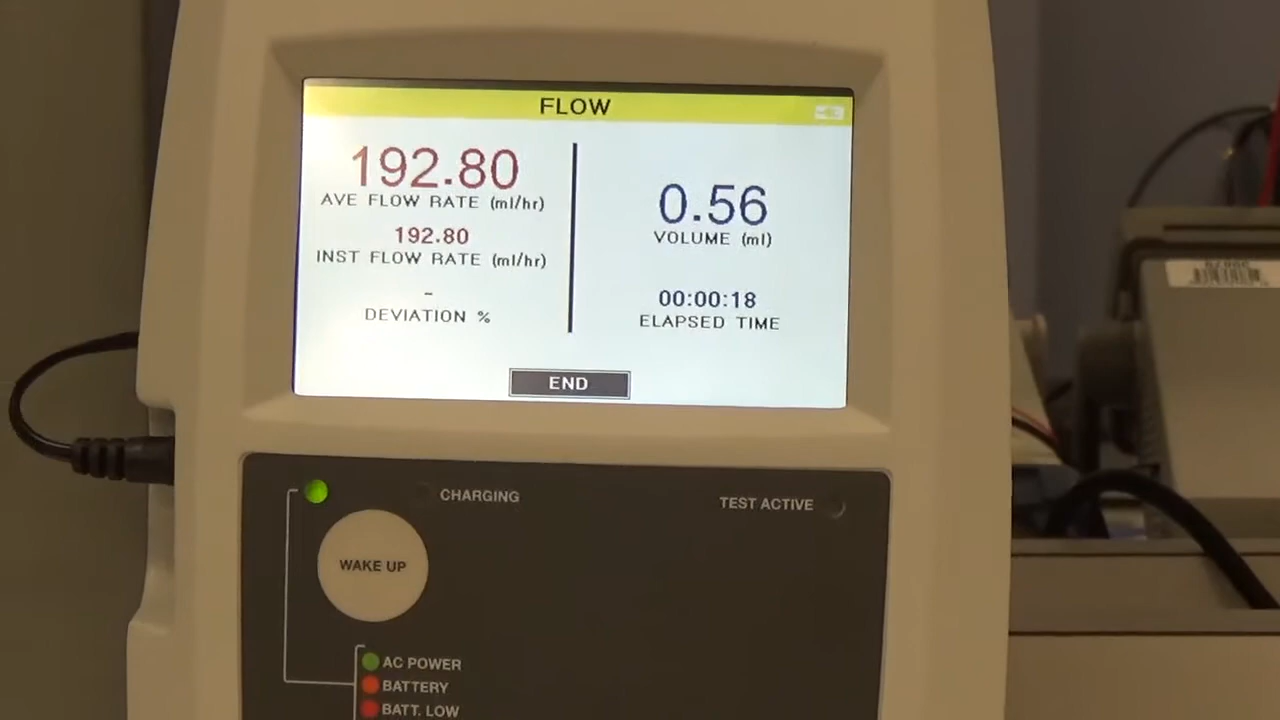 FLOW
192.80
AVE FLOW RATE (ml/hr)
192.80
INST FLOW RATE (ml/hr)
-
DEVIATION %
0.56
VOLUME (ml)
00:00:18
ELAPSED TIME
END
CHARGING
TEST ACTIVE
WAKE UP
AC POWER
BATTERY
BATT. LOW